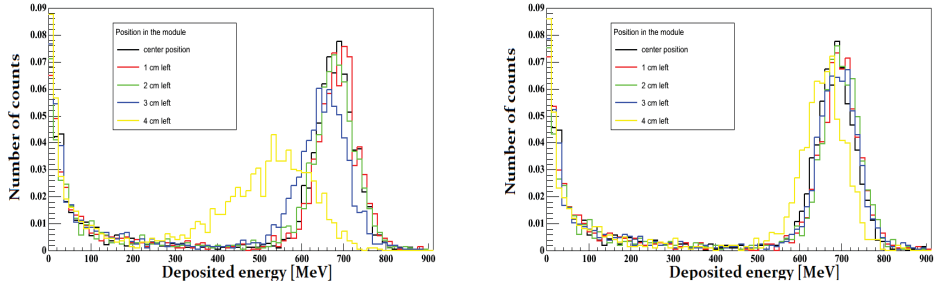 0.09
0.08
0.07
0.06
0.05
0.04
0.03
0.02
0.01
0
Number of counts
Position in the module
center position
1 cm left
2 cm left
3 cm left
4 cm left
0 100 200 300 400 500 600 700 800 900
Deposited energy [MeV]
0.09
0.08
0.07
0.06
0.05
0.04
0.03
0.02
0.01
0
Number of counts
Position in the module
center position
1 cm left
2 cm left
3 cm left
4 cm left
0 100 200 300 400 500 600 700 800 900
Deposited energy [MeV]